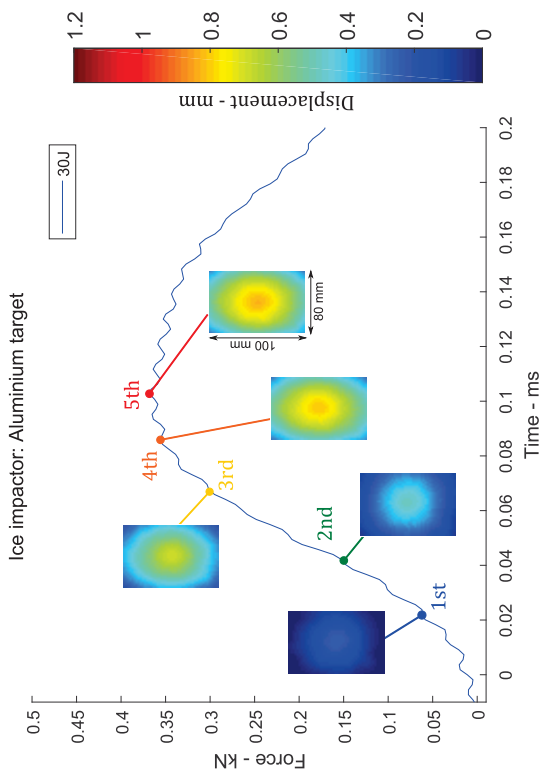 Ice impactor: Aluminium target
30J
Force - kN
0.5
0.45
0.4
0.35
0.3
0.25
0.2
0.15
0.1
0.05
0
1st
2nd
3rd
4th
5th
100 mm
80 mm
0
0.02
0.04
0.06
0.08
0.1
0.12
0.14
0.16
0.18
0.2
Time - ms
Displacement - mm
1.2
1
0.8
0.6
0.4
0.2
0